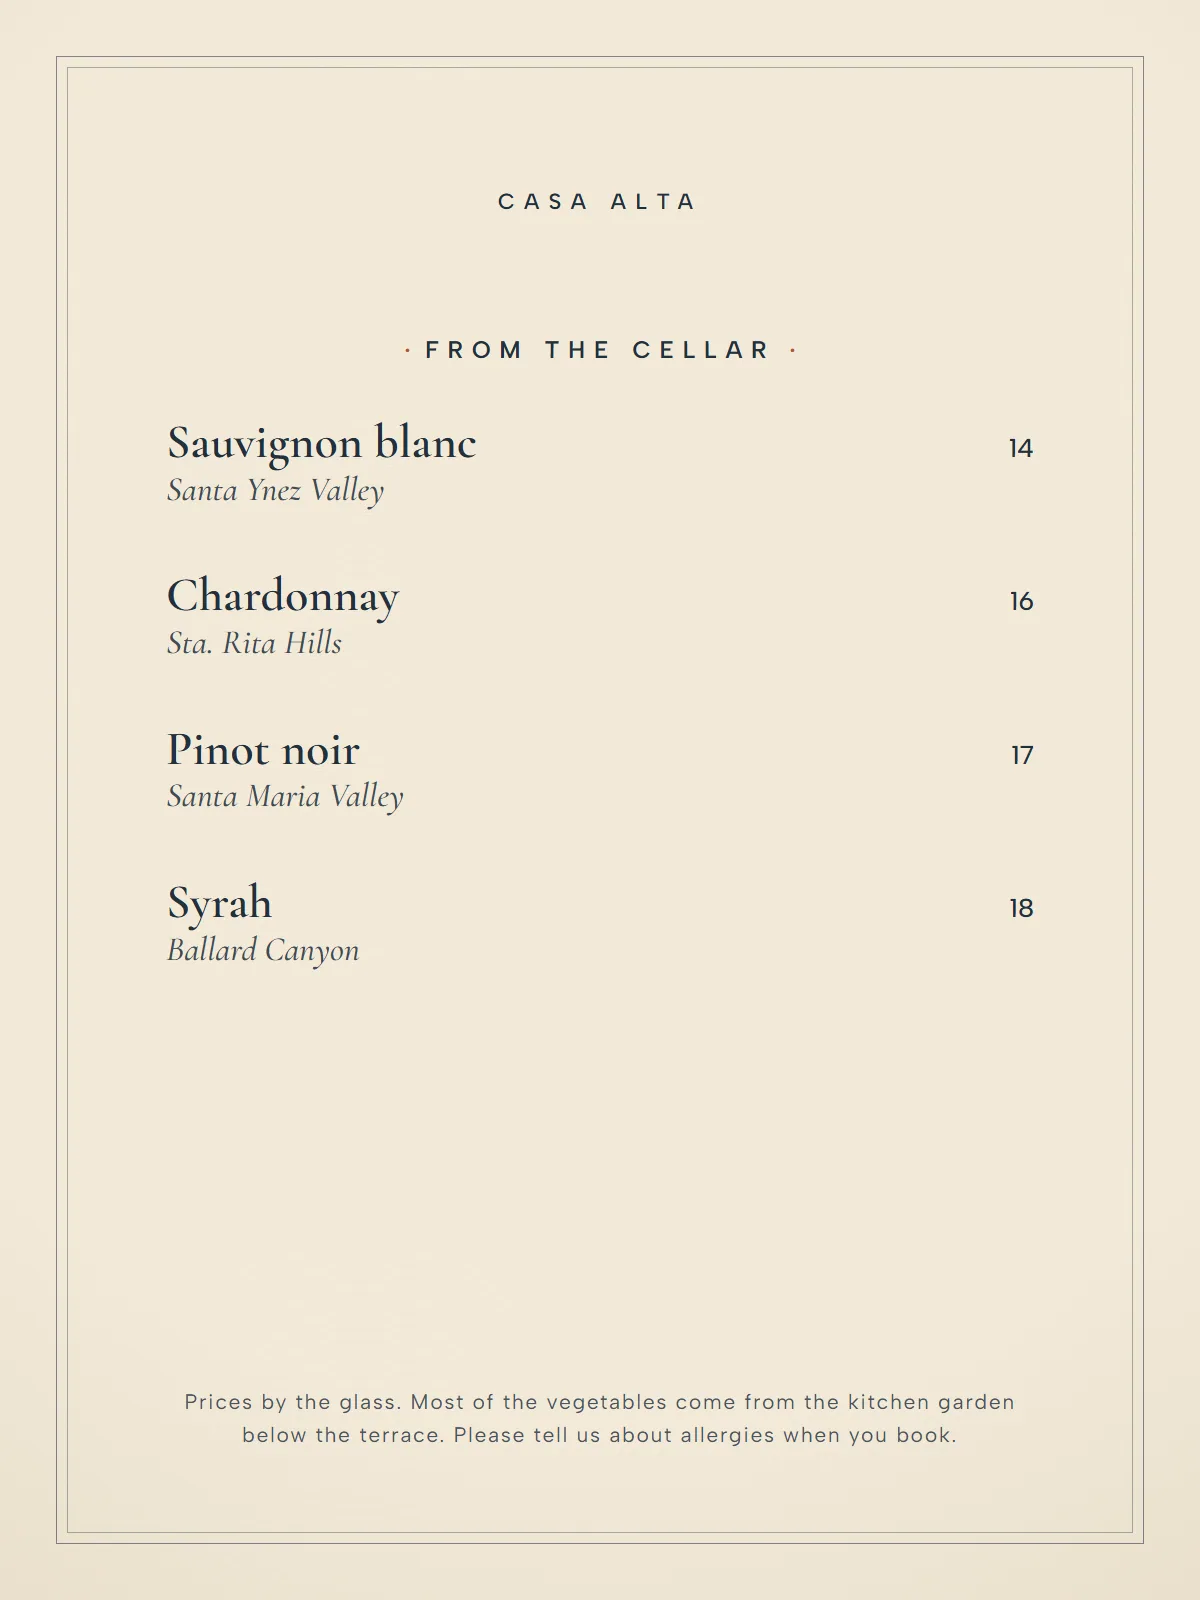 CASA ALTA
· FROM THE CELLAR ·
Sauvignon blanc 14
Santa Ynez Valley
Chardonnay 16
Sta. Rita Hills
Pinot noir 17
Santa Maria Valley
Syrah 18
Ballard Canyon
Prices by the glass. Most of the vegetables come from the kitchen garden
below the terrace. Please tell us about allergies when you book.